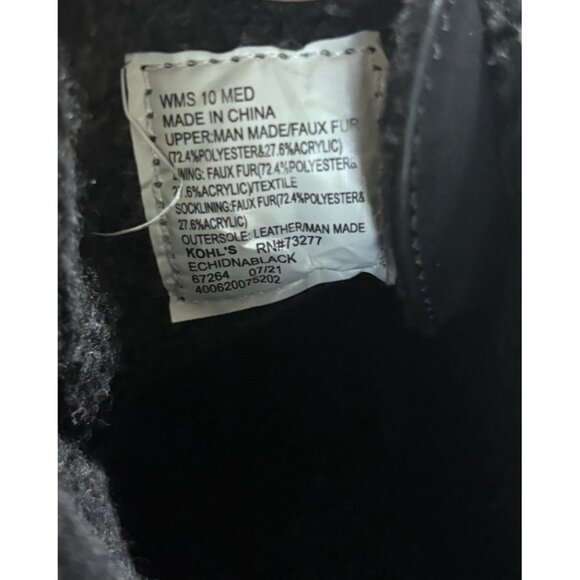 WMS 10 MED
MADE IN CHINA
UPPER:MAN MADE/FAUX FUR
(72.4%POLYESTER&27.6%ACRYLIC)
LINING: FAUX FUR(72.4%POLYESTER&
27.6%ACRYLIC)/TEXTILE
SOCKLINING:FAUX FUR(72.4%POLYESTER&
27.6%ACRYLIC)
OUTERSOLE: LEATHER/MAN MADE
KOHL'S RN#73277
ECHIDNABLACK
67264 07/21
400620075202